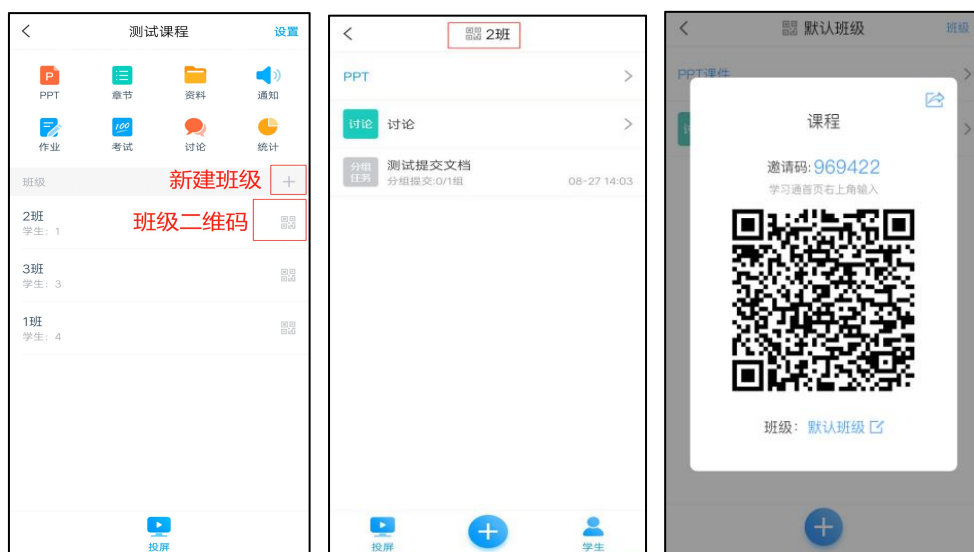 测试课程
设置
PPT
章节
资料
通知
作业
考试
讨论
统计
班级
新建班级
2班
学生：1
班级二维码
3班
学生：3
1班
学生：4
投屏
2班
PPT
讨论
讨论
分组任务
测试提交文档
分组提交:0/1组
08-27 14:03
投屏
学生
默认班级
班级
PPT课件
课程
邀请码:969422
学习通首页右上角输入
班级：默认班级